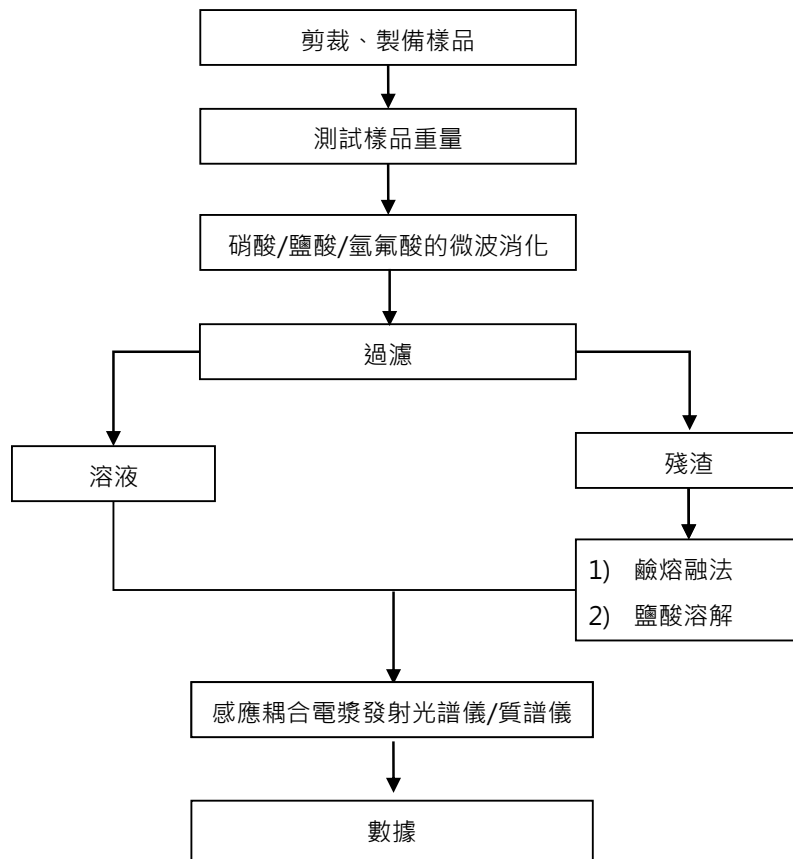 剪裁、製備樣品
測試樣品重量
硝酸/鹽酸/氫氟酸的微波消化
過濾
溶液
殘渣
1) 鹼熔融法
2) 鹽酸溶解
感應耦合電漿發射光譜儀/質譜儀
數據